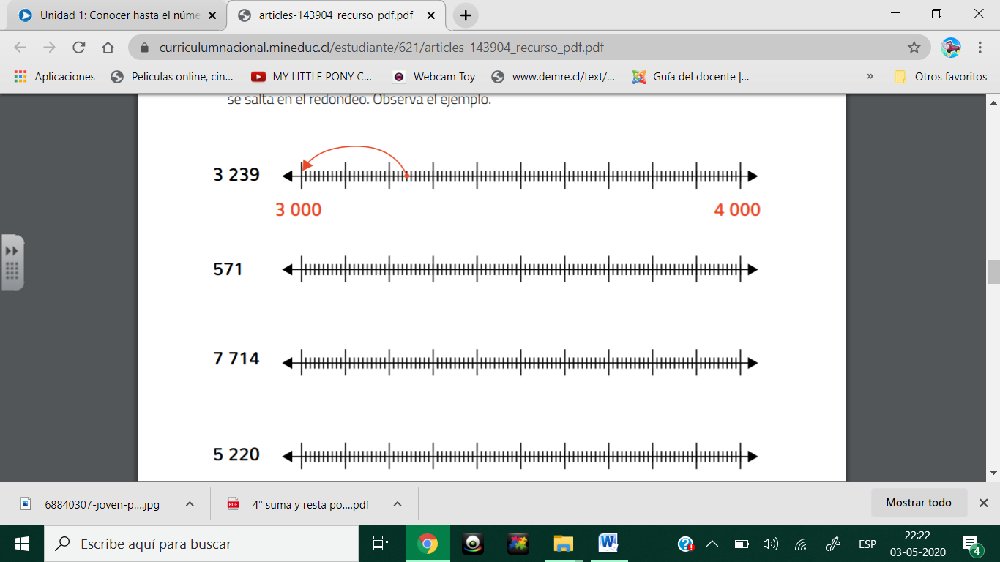 Unidad 1: Conocer hasta el núme
articles-143904_recurso_pdf.pdf
curriculumnacional.mineduc.cl/estudiante/621/articles-143904_recurso_pdf.pdf
Aplicaciones
Peliculas online, cin...
MY LITTLE PONY C...
Webcam Toy
www.demre.cl/text/...
Guía del docente |...
»
Otros favoritos
se salta en el redondeo. Observa el ejemplo.
3 239
3 000
4 000
571
7 714
5 220
68840307-joven-p....jpg
PDF
4° suma y resta po....pdf
Mostrar todo
Escribe aquí para buscar
W
ESP
22:22
03-05-2020
4